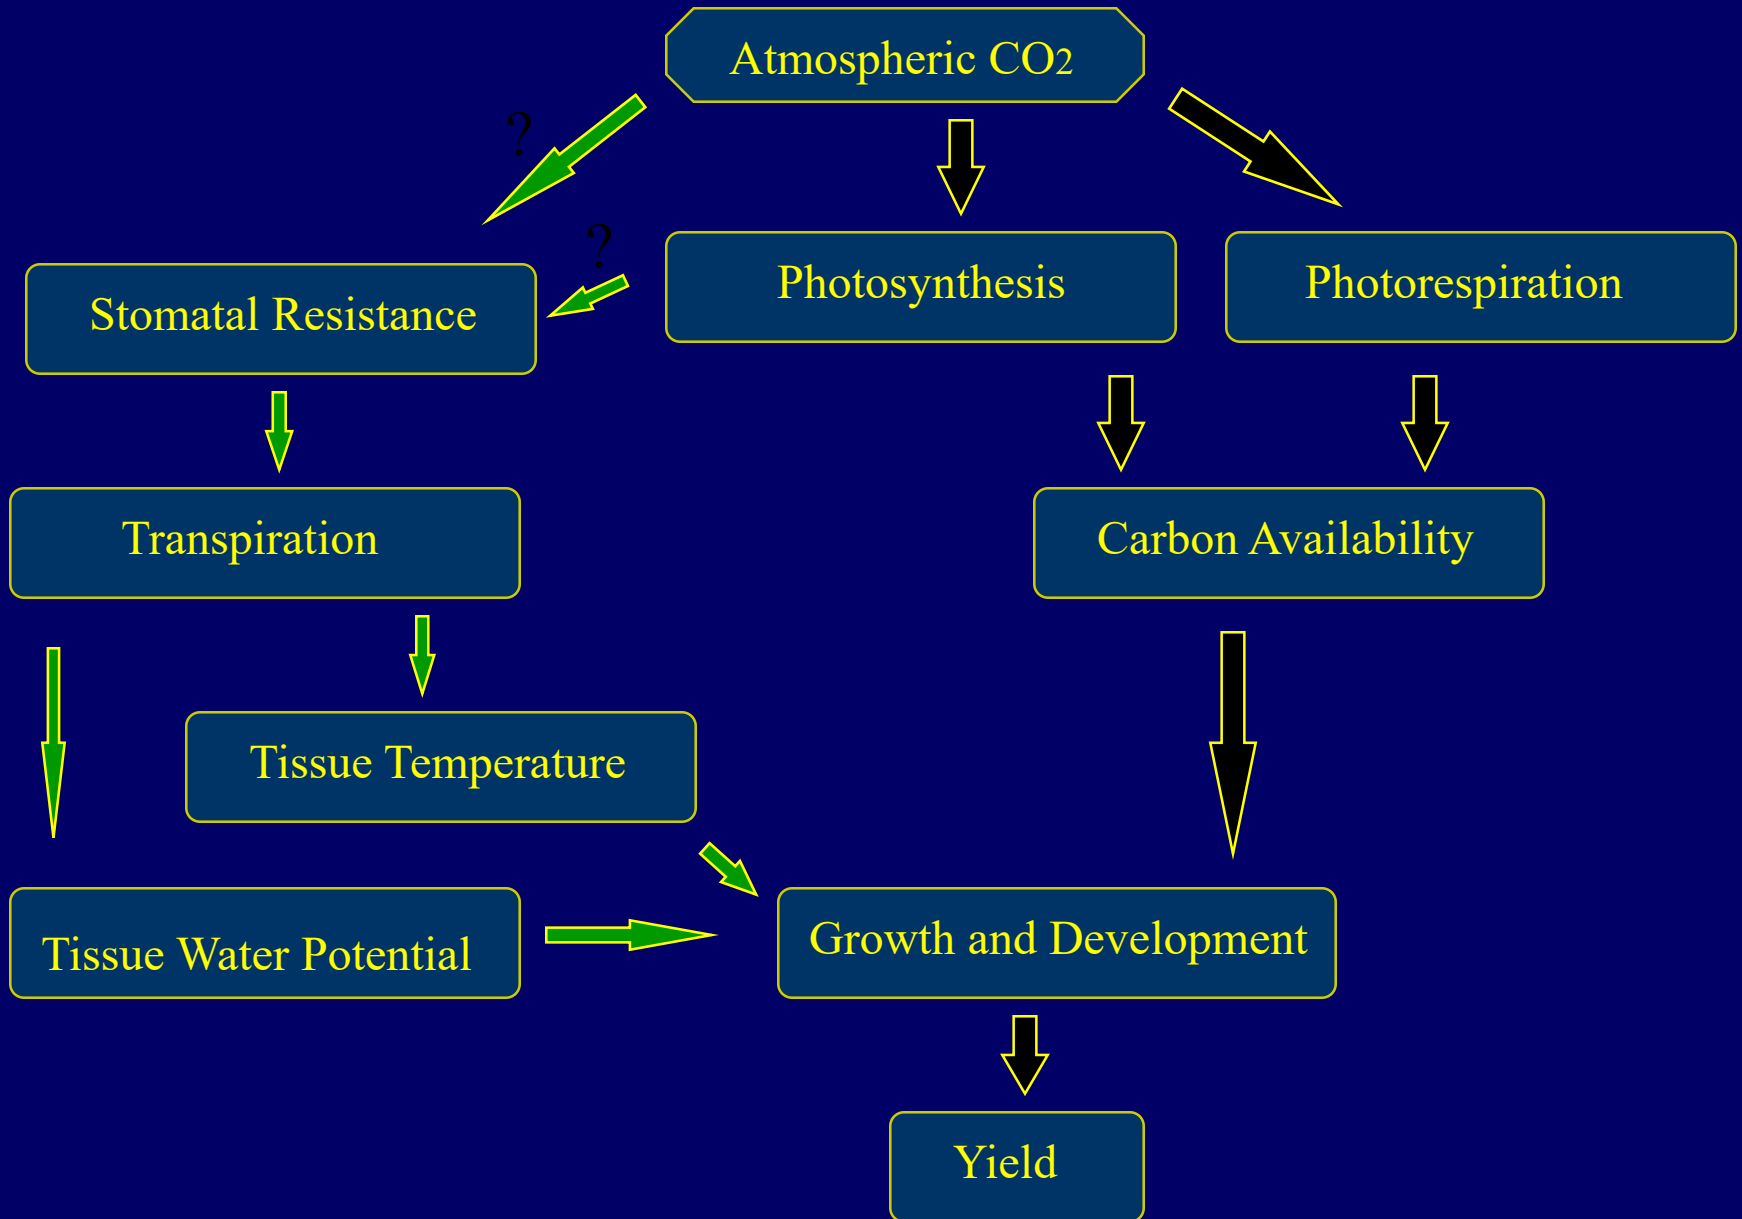 Atmospheric CO2
?
?
Photosynthesis
Photorespiration
Stomatal Resistance
Transpiration
Carbon Availability
Tissue Temperature
Tissue Water Potential
Growth and Development
Yield